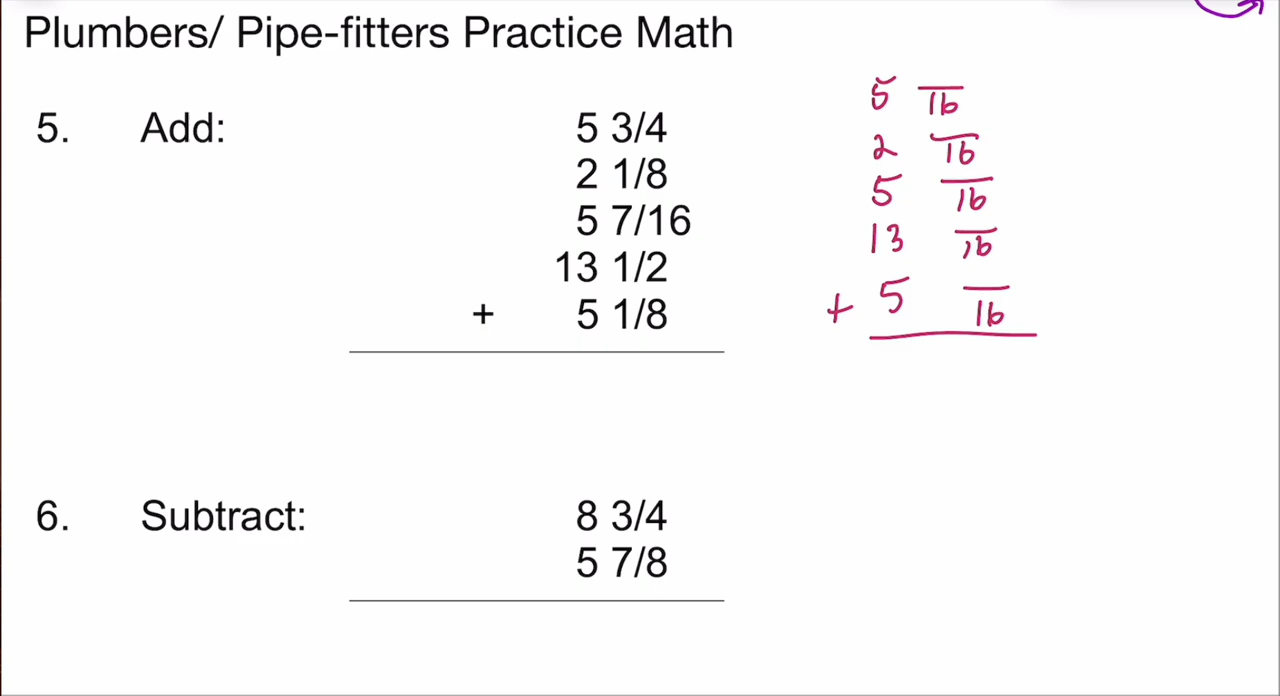 Plumbers/ Pipe-fitters Practice Math
5. Add:
5 3/4
2 1/8
5 7/16
13 1/2
+ 5 1/8
5 /16
2 /16
5 /16
13 /16
+ 5 /16
6. Subtract:
8 3/4
5 7/8